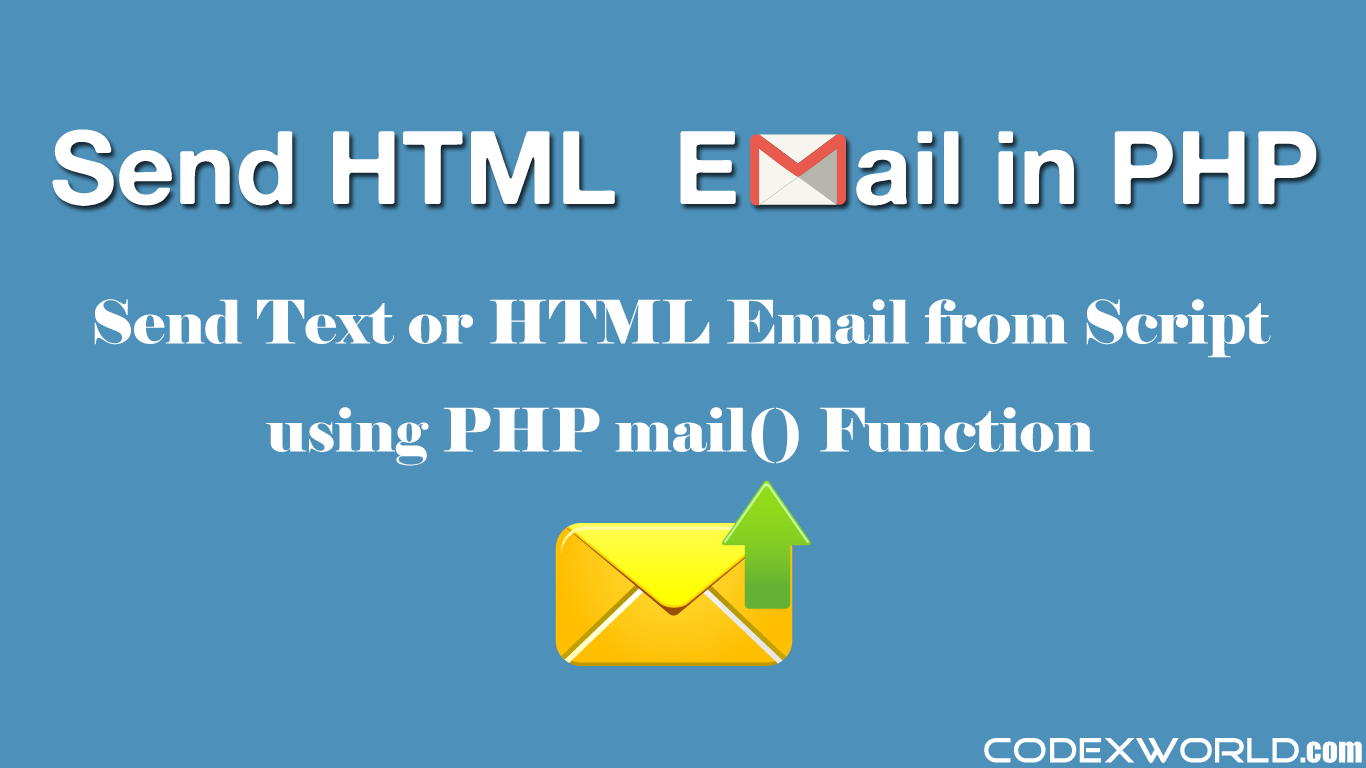 Send HTML Email in PHP
Send Text or HTML Email from Script
using PHP mail() Function
CODEXWORLD.com